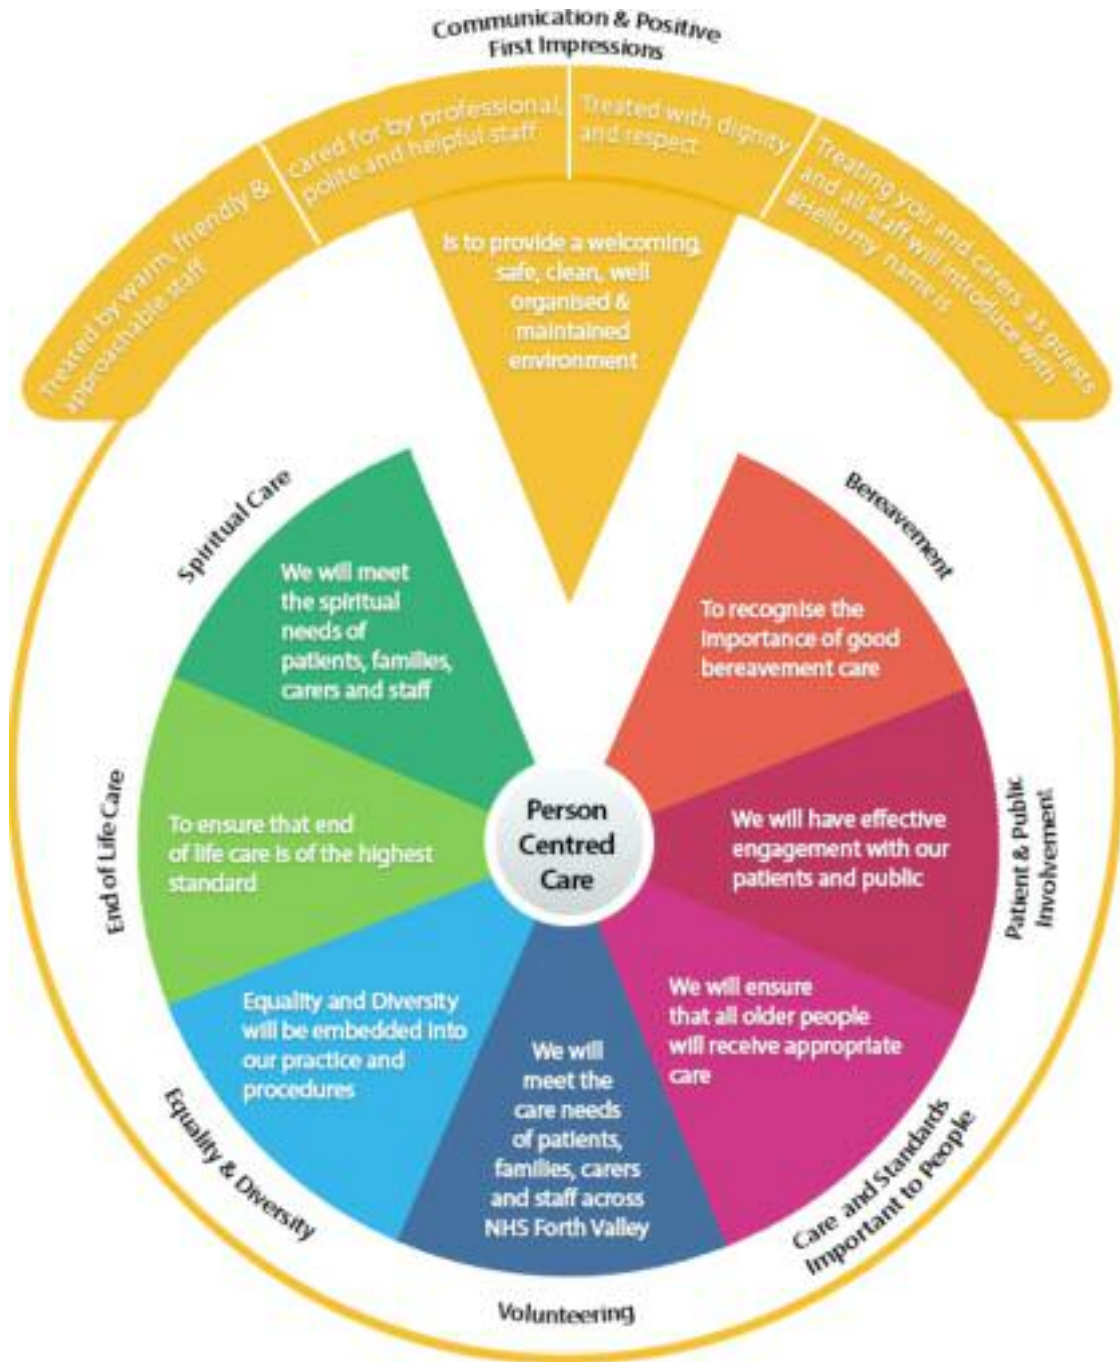 Communication & Positive
First Impressions
Treated by warm, friendly &
approachable staff
cared for by professional,
polite and helpful staff
Treated with dignity
and respect
Treating you and carers as guests
and all staff will introduce with
#Hello my name is
is to provide a welcoming,
safe, clean, well
organised &
maintained
environment
Bereavement
To recognise the
importance of good
bereavement care
Patient & Public
Involvement
We will have effective
engagement with our
patients and public
Care and Standards
Important to People
We will ensure
that all older people
will receive appropriate
care
Volunteering
We will
meet the
care needs
of patients,
families, carers
and staff across
NHS Forth Valley
Equality & Diversity
Equality and Diversity
will be embedded into
our practice and
procedures
End of Life Care
To ensure that end
of life care is of the highest
standard
Spiritual Care
We will meet
the spiritual
needs of
patients, families,
carers and staff
Person
Centred
Care